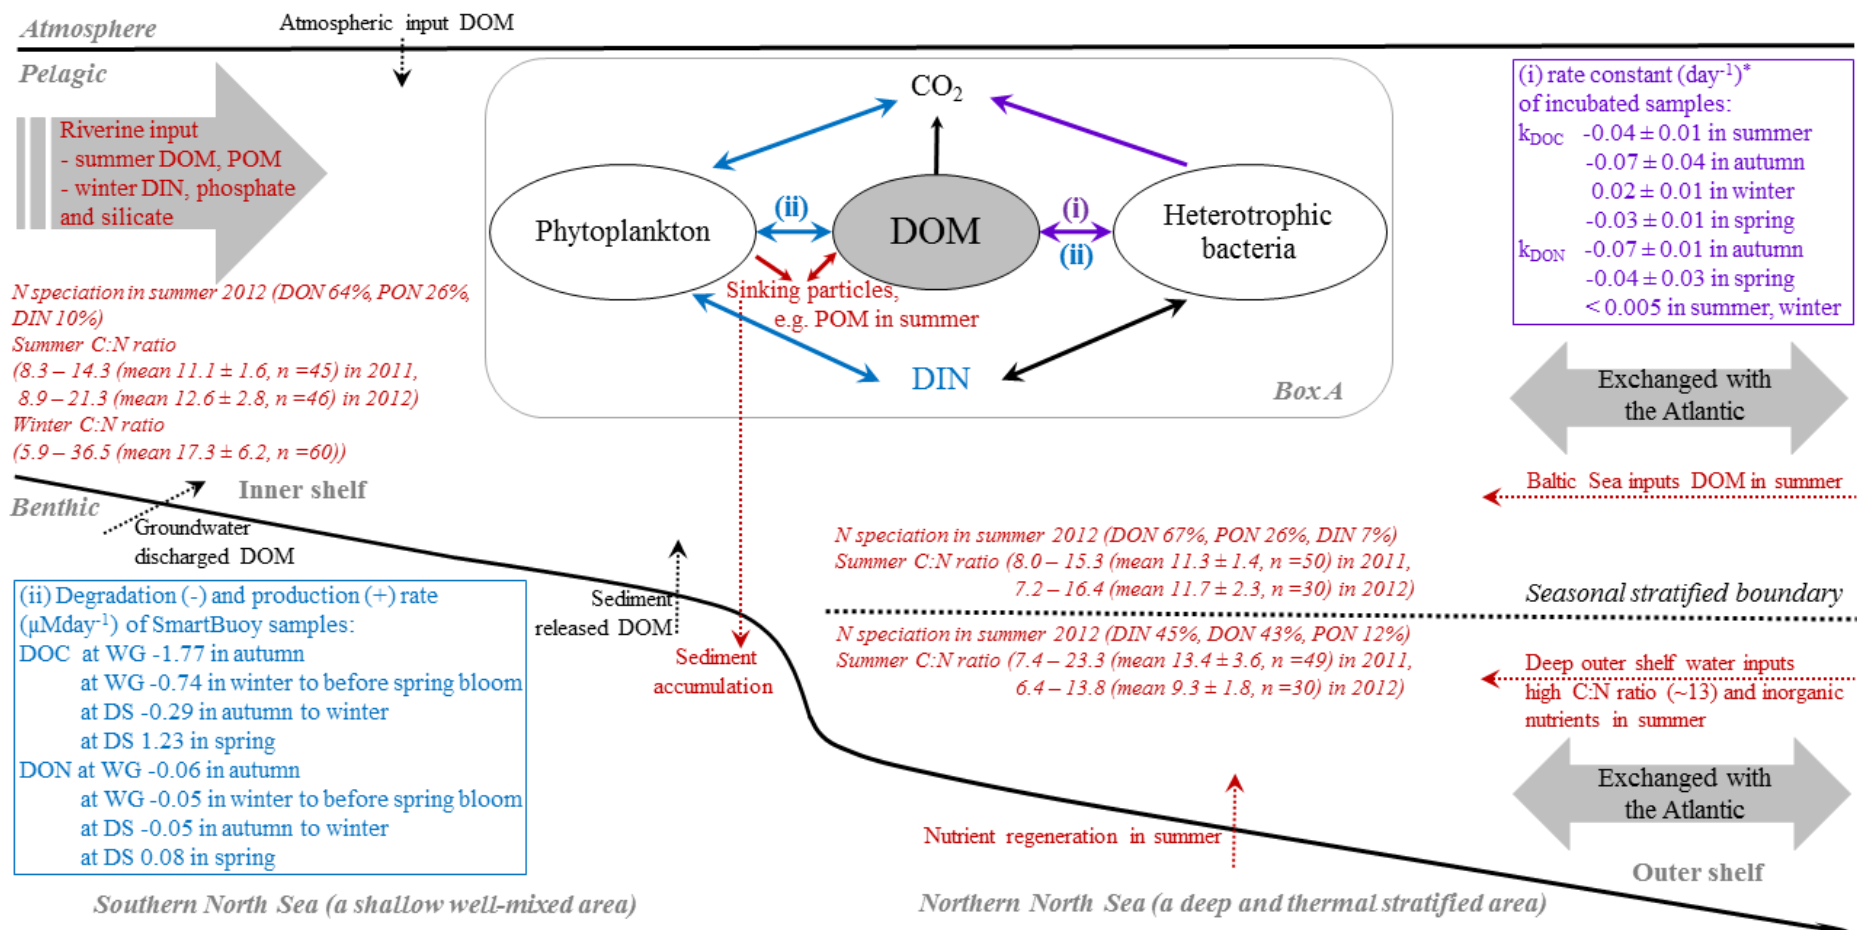 Atmosphere
Atmospheric input DOM
Pelagic
Riverine input
- summer DOM, POM
- winter DIN, phosphate
and silicate
CO2
Phytoplankton
(ii)
DOM
(i)
(ii)
Heterotrophic
bacteria
Sinking particles,
e.g. POM in summer
DIN
Box A
(i) rate constant (day-1)*
of incubated samples:
kDOC -0.04 ± 0.01 in summer
-0.07 ± 0.04 in autumn
0.02 ± 0.01 in winter
-0.03 ± 0.01 in spring
kDON -0.07 ± 0.01 in autumn
-0.04 ± 0.03 in spring
< 0.005 in summer, winter
N speciation in summer 2012 (DON 64%, PON 26%,
DIN 10%)
Summer C:N ratio
(8.3 – 14.3 (mean 11.1 ± 1.6, n =45) in 2011,
8.9 – 21.3 (mean 12.6 ± 2.8, n =46) in 2012)
Winter C:N ratio
(5.9 – 36.5 (mean 17.3 ± 6.2, n =60))
Exchanged with
the Atlantic
Baltic Sea inputs DOM in summer
Benthic
Inner shelf
Groundwater
discharged DOM
Sediment
released DOM
Sediment
accumulation
N speciation in summer 2012 (DON 67%, PON 26%, DIN 7%)
Summer C:N ratio (8.0 – 15.3 (mean 11.3 ± 1.4, n =50) in 2011,
7.2 – 16.4 (mean 11.7 ± 2.3, n =30) in 2012)
Seasonal stratified boundary
N speciation in summer 2012 (DIN 45%, DON 43%, PON 12%)
Summer C:N ratio (7.4 – 23.3 (mean 13.4 ± 3.6, n =49) in 2011,
6.4 – 13.8 (mean 9.3 ± 1.8, n =30) in 2012)
Deep outer shelf water inputs
high C:N ratio (~13) and inorganic
nutrients in summer
(ii) Degradation (-) and production (+) rate
(µMday-1) of SmartBuoy samples:
DOC at WG -1.77 in autumn
at WG -0.74 in winter to before spring bloom
at DS -0.29 in autumn to winter
at DS 1.23 in spring
DON at WG -0.06 in autumn
at WG -0.05 in winter to before spring bloom
at DS -0.05 in autumn to winter
at DS 0.08 in spring
Exchanged with
the Atlantic
Nutrient regeneration in summer
Outer shelf
Southern North Sea (a shallow well-mixed area)
Northern North Sea (a deep and thermal stratified area)